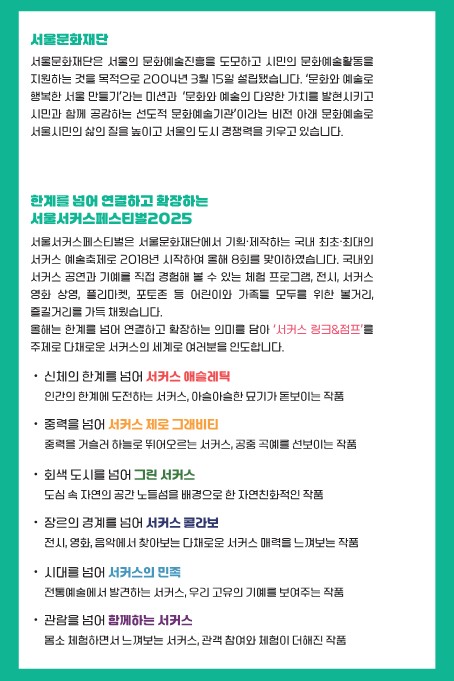 서울문화재단
서울문화재단은 서울의 문화예술진흥을 도모하고 시민의 문화예술활동을
지원하는 것을 목적으로 2004년 3월 15일 설립됐습니다. ‘문화와 예술로
행복한 서울 만들기’라는 미션과 ‘문화와 예술의 다양한 가치를 발현시키고
시민과 함께 공감하는 선도적 문화예술기관’이라는 비전 아래 문화예술로
서울시민의 삶의 질을 높이고 서울의 도시 경쟁력을 키우고 있습니다.
한계를 넘어 연결하고 확장하는
서울서커스페스티벌2025
서울서커스페스티벌은 서울문화재단에서 기획·제작하는 국내 최초·최대의
서커스 예술축제로 2018년 시작하여 올해 8회를 맞이하였습니다. 국내외
서커스 공연과 기예를 직접 경험해 볼 수 있는 체험 프로그램, 전시, 서커스
영화 상영, 플리마켓, 포토존 등 어린이와 가족들 모두를 위한 볼거리,
즐길거리를 가득 채웠습니다.
올해는 한계를 넘어 연결하고 확장하는 의미를 담아 ‘서커스 링크&점프’를
주제로 다채로운 서커스의 세계로 여러분을 인도합니다.
• 신체의 한계를 넘어 서커스 애슬레틱
인간의 한계에 도전하는 서커스, 아슬아슬한 묘기가 돋보이는 작품
• 중력을 넘어 서커스 제로 그래비티
중력을 거슬러 하늘로 뛰어오르는 서커스, 공중 곡예를 선보이는 작품
• 회색 도시를 넘어 그린 서커스
도심 속 자연의 공간 노들섬을 배경으로 한 자연친화적인 작품
• 장르의 경계를 넘어 서커스 콜라보
전시, 영화, 음악에서 찾아보는 다채로운 서커스 매력을 느껴보는 작품
• 시대를 넘어 서커스의 민족
전통예술에서 발견하는 서커스, 우리 고유의 기예를 보여주는 작품
• 관람을 넘어 함께하는 서커스
몸소 체험하면서 느껴보는 서커스, 관객 참여와 체험이 더해진 작품